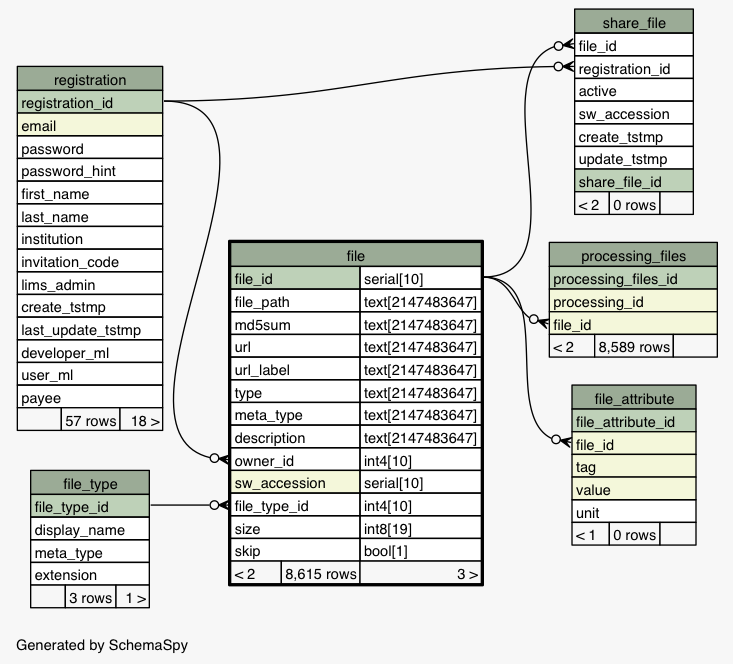 registration
registration_id
email
password
password_hint
first_name
last_name
institution
invitation_code
lims_admin
create_tstmp
last_update_tstmp
developer_ml
user_ml
payee
57 rows 18 >
file_type
file_type_id
display_name
meta_type
extension
3 rows 1 >
file
file_id serial[10]
file_path text[2147483647]
md5sum text[2147483647]
url text[2147483647]
url_label text[2147483647]
type text[2147483647]
meta_type text[2147483647]
description text[2147483647]
owner_id int4[10]
sw_accession serial[10]
file_type_id int4[10]
size int8[19]
skip bool[1]
< 2 8,615 rows 3 >
share_file
file_id
registration_id
active
sw_accession
create_tstmp
update_tstmp
share_file_id
< 2 0 rows
processing_files
processing_files_id
processing_id
file_id
< 2 8,589 rows
file_attribute
file_attribute_id
file_id
tag
value
unit
< 1 0 rows
Generated by SchemaSpy